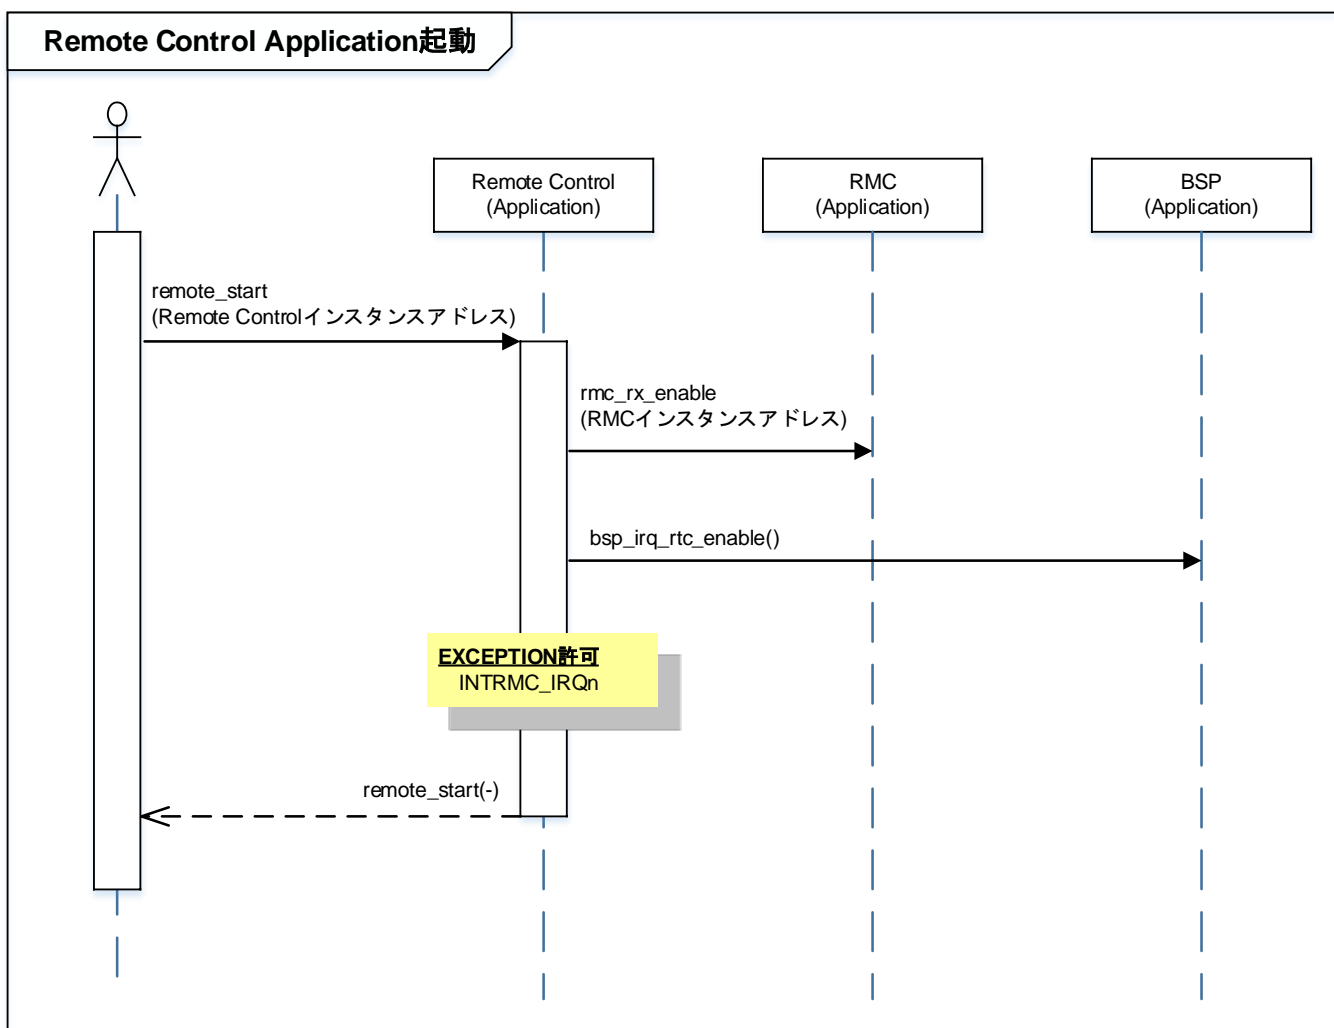 Remote Control Application起動
Remote Control
(Application)
RMC
(Application)
BSP
(Application)
remote_start
(Remote Controlインスタンスアドレス)
rmc_rx_enable
(RMCインスタンスアドレス)
bsp_irq_rtc_enable()
EXCEPTION許可
INTRMC_IRQn
remote_start(-)